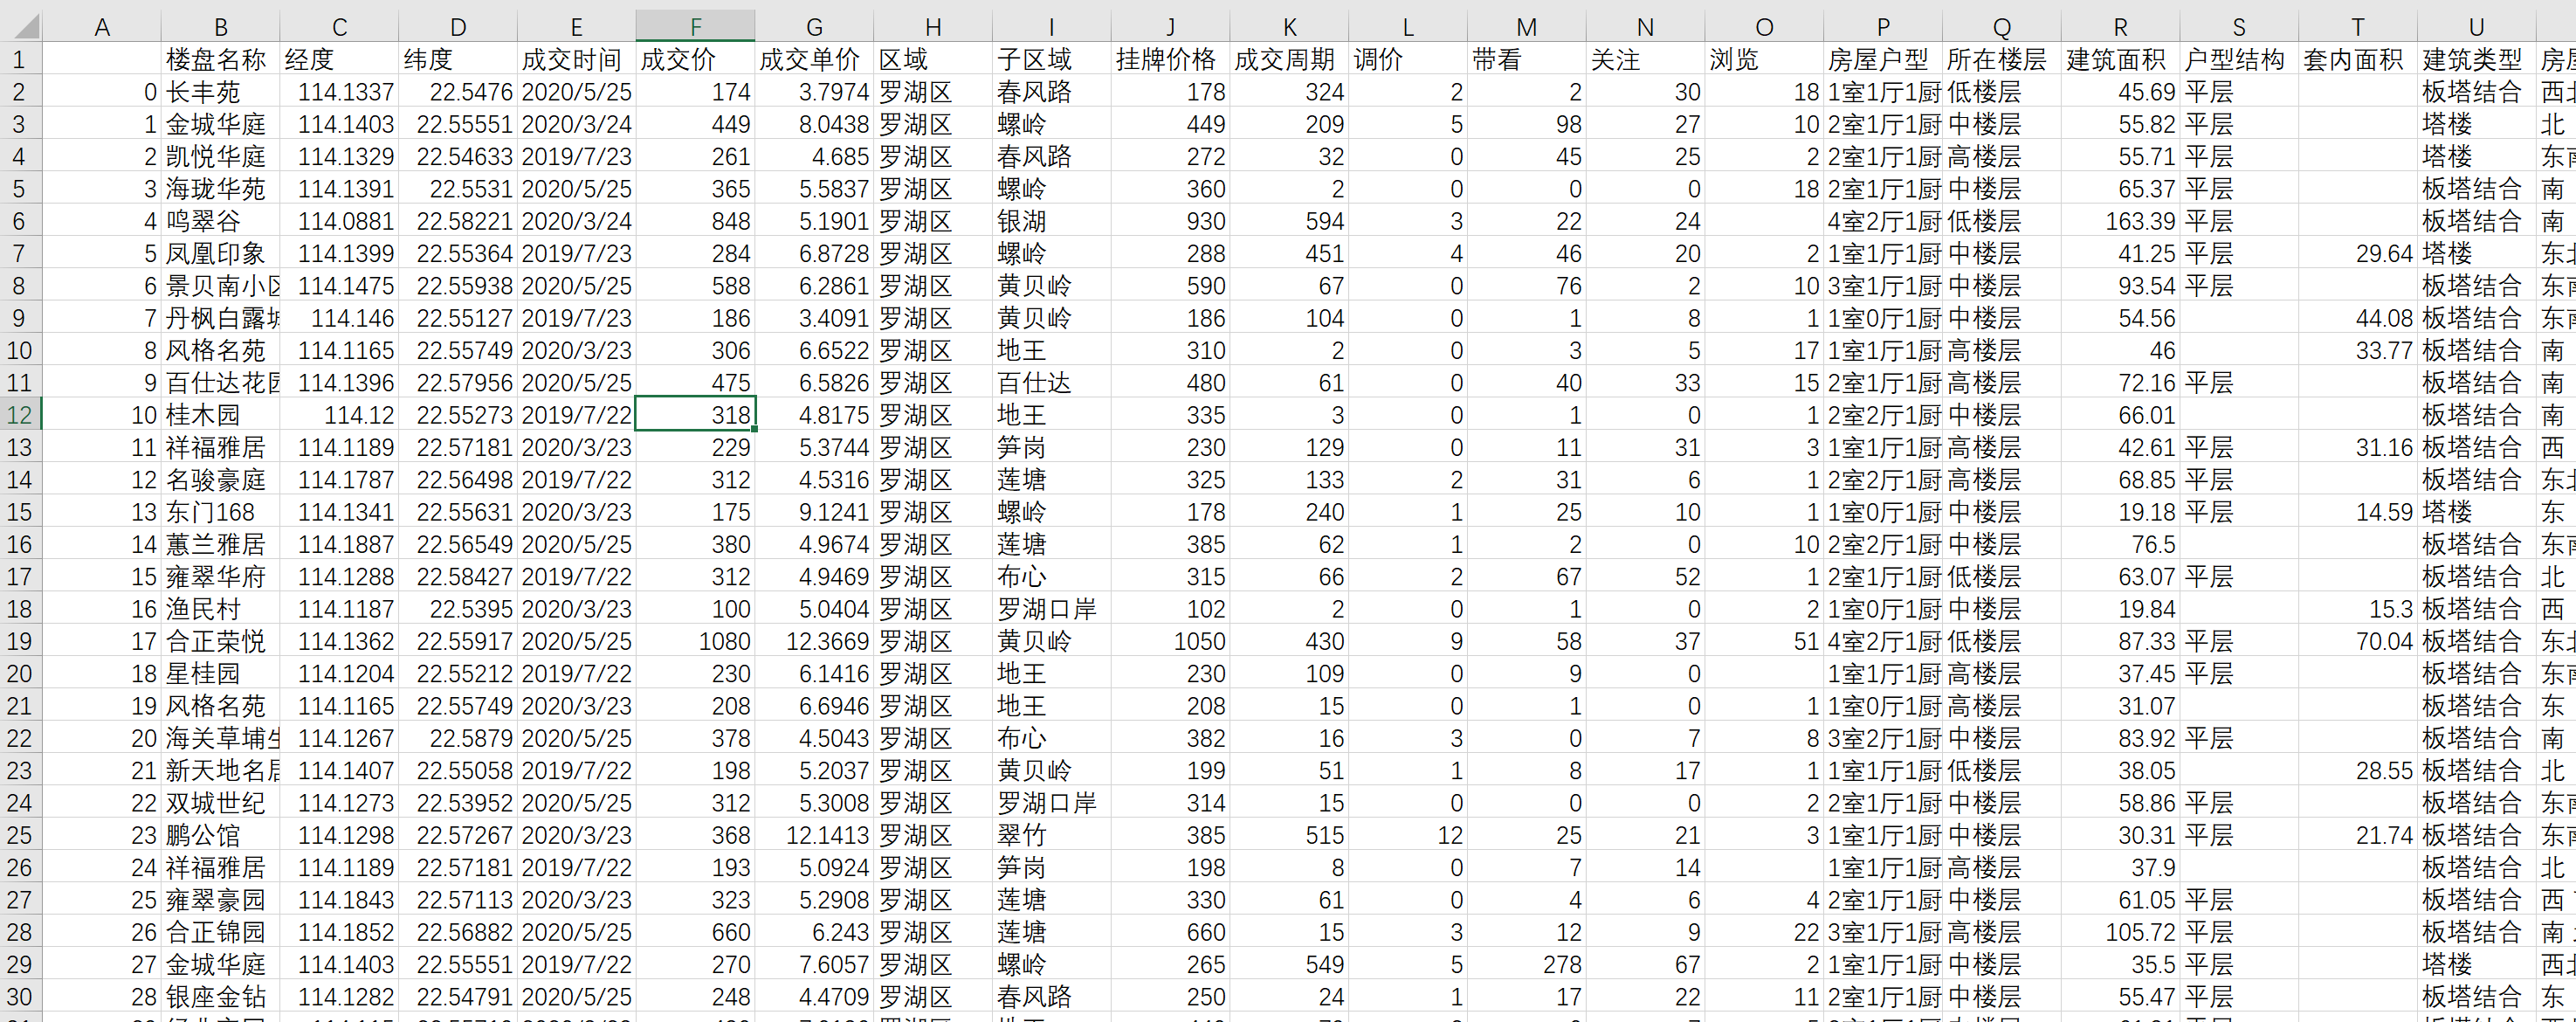 A B C D E F G H I J K L M N O P Q R S T U
1 楼盘名称 经度 纬度 成交时间 成交价 成交单价 区域 子区域 挂牌价格 成交周期 调价 带看 关注 浏览 房屋户型 所在楼层 建筑面积 户型结构 套内面积 建筑类型
2 0 长丰苑 114.1337 22.5476 2020/5/25 174 3.7974 罗湖区 春风路 178 324 2 2 30 18 1室1厅1厨 低楼层 45.69 平层 板塔结合 西北
3 1 金城华庭 114.1403 22.55551 2020/3/24 449 8.0438 罗湖区 螺岭 449 209 5 98 27 10 2室1厅1厨 中楼层 55.82 平层 塔楼 北
4 2 凯悦华庭 114.1329 22.54633 2019/7/23 261 4.685 罗湖区 春风路 272 32 0 45 25 2 2室1厅1厨 高楼层 55.71 平层 塔楼 东南
5 3 海珑华苑 114.1391 22.5531 2020/5/25 365 5.5837 罗湖区 螺岭 360 2 0 0 0 18 2室1厅1厨 中楼层 65.37 平层 板塔结合 南
6 4 鸣翠谷 114.0881 22.58221 2020/3/24 848 5.1901 罗湖区 银湖 930 594 3 22 24 4室2厅1厨 低楼层 163.39 平层 板塔结合 南
7 5 凤凰印象 114.1399 22.55364 2019/7/23 284 6.8728 罗湖区 螺岭 288 451 4 46 20 2 1室1厅1厨 中楼层 41.25 平层 29.64 塔楼 东北
8 6 景贝南小区 114.1475 22.55938 2020/5/25 588 6.2861 罗湖区 黄贝岭 590 67 0 76 2 10 3室1厅1厨 中楼层 93.54 平层 板塔结合 东南
9 7 丹枫白露城 114.146 22.55127 2019/7/23 186 3.4091 罗湖区 黄贝岭 186 104 0 1 8 1 1室0厅1厨 中楼层 54.56 44.08 板塔结合 东南
10 8 风格名苑 114.1165 22.55749 2020/3/23 306 6.6522 罗湖区 地王 310 2 0 3 5 17 1室1厅1厨 高楼层 46 33.77 板塔结合 南
11 9 百仕达花园 114.1396 22.57956 2020/5/25 475 6.5826 罗湖区 百仕达 480 61 0 40 33 15 2室1厅1厨 高楼层 72.16 平层 板塔结合 南
12 10 桂木园 114.12 22.55273 2019/7/22 318 4.8175 罗湖区 地王 335 3 0 1 0 1 2室2厅1厨 中楼层 66.01 板塔结合 南
13 11 祥福雅居 114.1189 22.57181 2020/3/23 229 5.3744 罗湖区 笋岗 230 129 0 11 31 3 1室1厅1厨 高楼层 42.61 平层 31.16 板塔结合 西
14 12 名骏豪庭 114.1787 22.56498 2019/7/22 312 4.5316 罗湖区 莲塘 325 133 2 31 6 1 2室2厅1厨 高楼层 68.85 平层 板塔结合 东北
15 13 东门168 114.1341 22.55631 2020/3/23 175 9.1241 罗湖区 螺岭 178 240 1 25 10 1 1室0厅1厨 中楼层 19.18 平层 14.59 塔楼 东
16 14 蕙兰雅居 114.1887 22.56549 2020/5/25 380 4.9674 罗湖区 莲塘 385 62 1 2 0 10 2室2厅1厨 中楼层 76.5 板塔结合 东南
17 15 雍翠华府 114.1288 22.58427 2019/7/22 312 4.9469 罗湖区 布心 315 66 2 67 52 1 2室1厅1厨 低楼层 63.07 平层 板塔结合 北
18 16 渔民村 114.1187 22.5395 2020/3/23 100 5.0404 罗湖区 罗湖口岸 102 2 0 1 0 2 1室0厅1厨 中楼层 19.84 15.3 板塔结合 西
19 17 合正荣悦 114.1362 22.55917 2020/5/25 1080 12.3669 罗湖区 黄贝岭 1050 430 9 58 37 51 4室2厅1厨 低楼层 87.33 平层 70.04 板塔结合 东北
20 18 星桂园 114.1204 22.55212 2019/7/22 230 6.1416 罗湖区 地王 230 109 0 9 0 1室1厅1厨 高楼层 37.45 平层 板塔结合 东南
21 19 风格名苑 114.1165 22.55749 2020/3/23 208 6.6946 罗湖区 地王 208 15 0 1 0 1 1室0厅1厨 高楼层 31.07 板塔结合 东
22 20 海关草埔生 114.1267 22.5879 2020/5/25 378 4.5043 罗湖区 布心 382 16 3 0 7 8 3室2厅1厨 中楼层 83.92 平层 板塔结合 南
23 21 新天地名居 114.1407 22.55058 2019/7/22 198 5.2037 罗湖区 黄贝岭 199 51 1 8 17 1 1室1厅1厨 低楼层 38.05 28.55 板塔结合 北
24 22 双城世纪 114.1273 22.53952 2020/5/25 312 5.3008 罗湖区 罗湖口岸 314 15 0 0 0 2 2室1厅1厨 中楼层 58.86 平层 板塔结合 东南
25 23 鹏公馆 114.1298 22.57267 2020/3/23 368 12.1413 罗湖区 翠竹 385 515 12 25 21 3 1室1厅1厨 中楼层 30.31 平层 21.74 板塔结合 东南
26 24 祥福雅居 114.1189 22.57181 2019/7/22 193 5.0924 罗湖区 笋岗 198 8 0 7 14 1室1厅1厨 高楼层 37.9 板塔结合 北
27 25 雍翠豪园 114.1843 22.57113 2020/3/23 323 5.2908 罗湖区 莲塘 330 61 0 4 6 4 2室1厅1厨 中楼层 61.05 平层 板塔结合 西
28 26 合正锦园 114.1852 22.56882 2020/5/25 660 6.243 罗湖区 莲塘 660 15 3 12 9 22 3室1厅1厨 高楼层 105.72 平层 板塔结合 南
29 27 金城华庭 114.1403 22.55551 2019/7/22 270 7.6057 罗湖区 螺岭 265 549 5 278 67 2 1室1厅1厨 中楼层 35.5 平层 塔楼 西北
30 28 银座金钻 114.1282 22.54791 2020/5/25 248 4.4709 罗湖区 春风路 250 24 1 17 22 11 2室1厅1厨 中楼层 55.47 平层 板塔结合 东